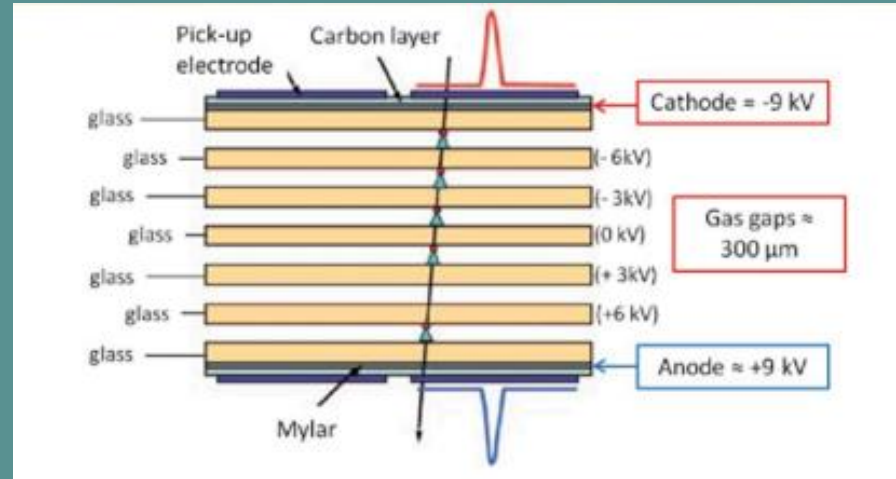 Pick-up
electrode
Carbon layer
Cathode = -9 kV
glass
glass
(- 6kV)
glass
(- 3kV)
Gas gaps ≈
300 µm
glass
(0 kV)
glass
(+ 3kV)
glass
(+6 kV)
glass
Anode ≈ +9 kV
Mylar